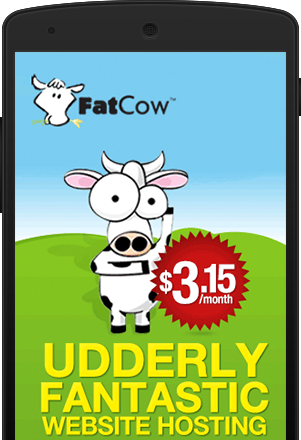 FatCow™
$3.15
/month
UDDERLY
FANTASTIC
WEBSITE HOSTING